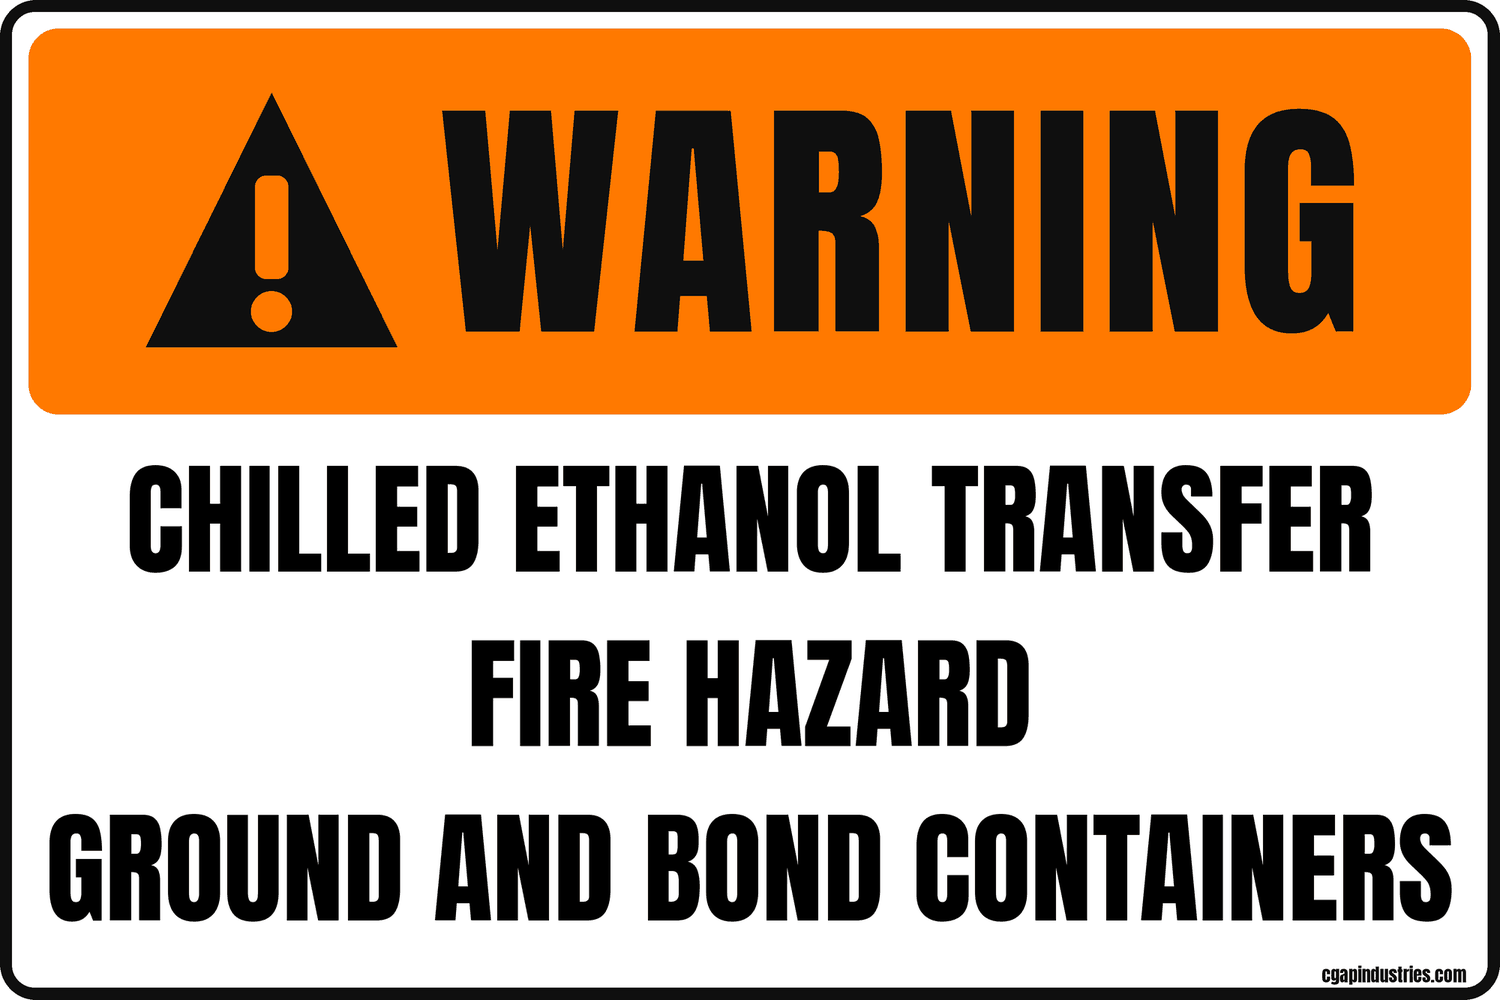 WARNING
CHILLED ETHANOL TRANSFER
FIRE HAZARD
GROUND AND BOND CONTAINERS
cgapindustries.com